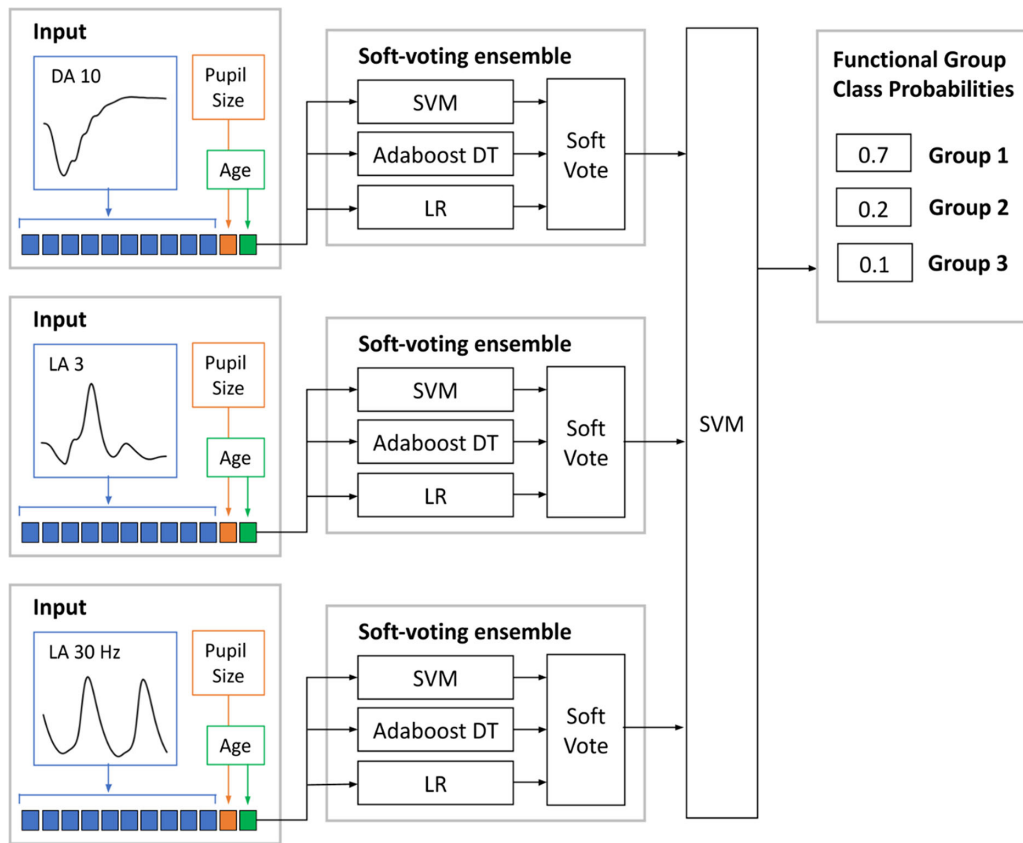 Input
DA 10
Pupil
Size
Age
Soft-voting ensemble
SVM
Adaboost DT
LR
Soft
Vote
Input
LA 3
Pupil
Size
Age
Soft-voting ensemble
SVM
Adaboost DT
LR
Soft
Vote
Input
LA 30 Hz
Pupil
Size
Age
Soft-voting ensemble
SVM
Adaboost DT
LR
Soft
Vote
SVM
Functional Group
Class Probabilities
0.7 Group 1
0.2 Group 2
0.1 Group 3